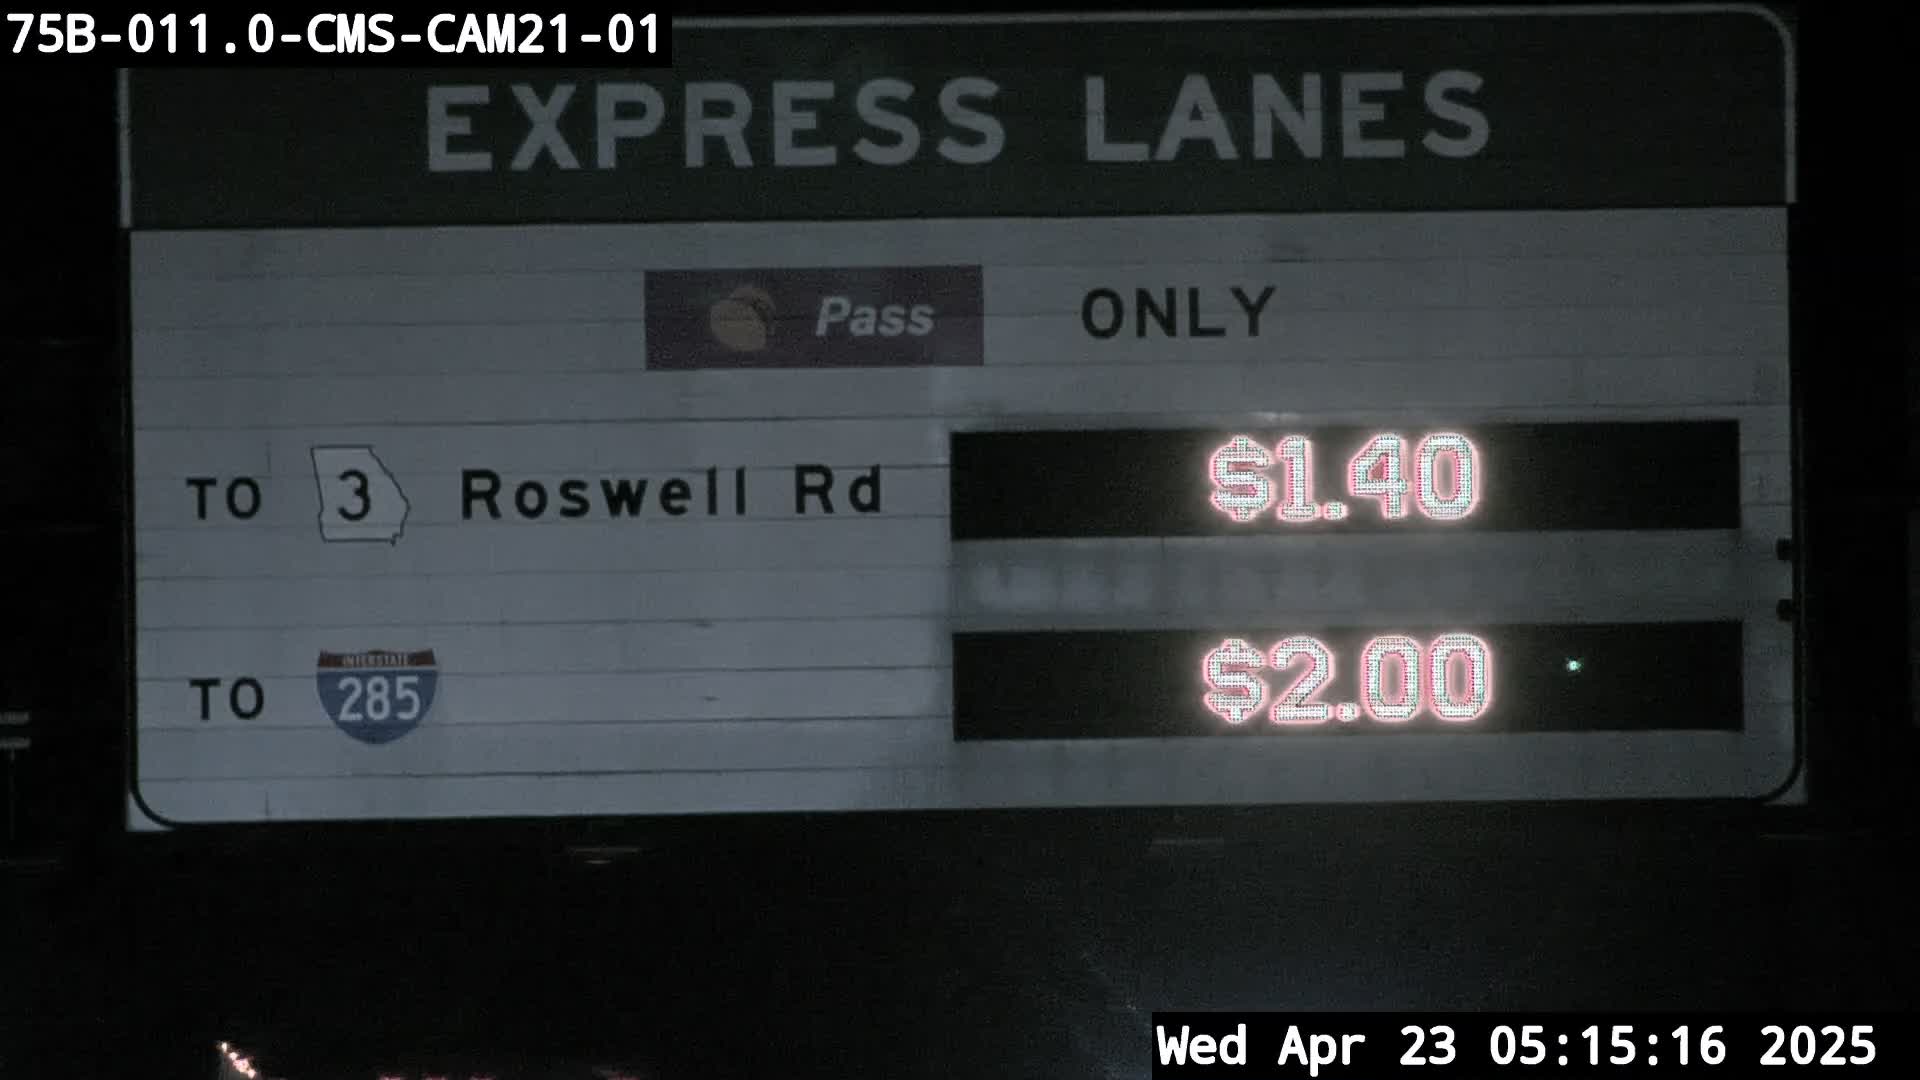 75B-011.0-CMS-CAM21-01
EXPRESS LANES
Pass ONLY
TO 3 Roswell Rd $1.40
TO INTERSTATE 285 $2.00
Wed Apr 23 05:15:16 2025